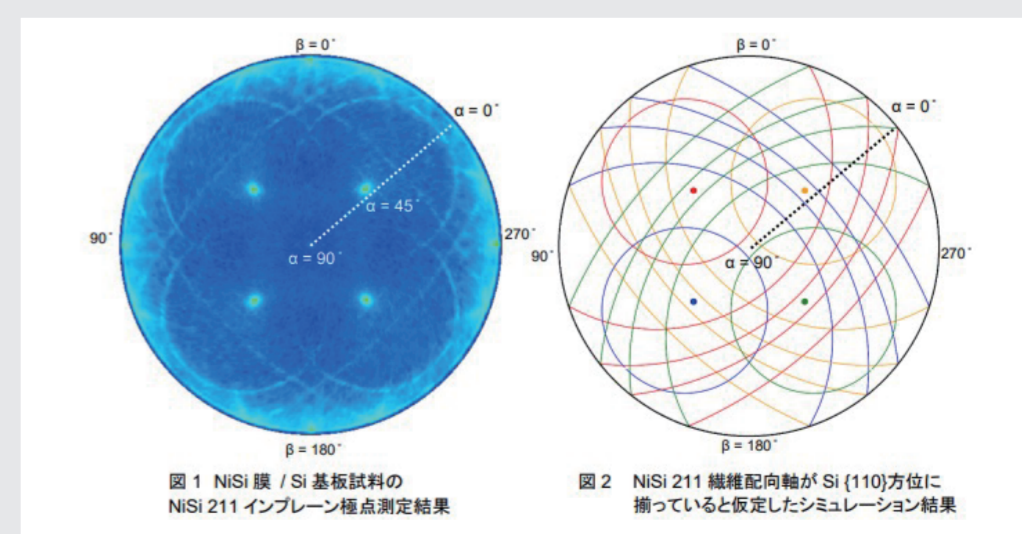 β = 0˚
α = 0˚
α = 45˚
90˚
270˚
α = 90˚
β = 180˚
図 1 NiSi 膜 / Si 基板試料の
NiSi 211 インプレーン極点測定結果
β = 0˚
α = 0˚
90˚
270˚
α = 90˚
β = 180˚
図 2 NiSi 211 繊維配向軸が Si {110}方位に
揃っていると仮定したシミュレーション結果